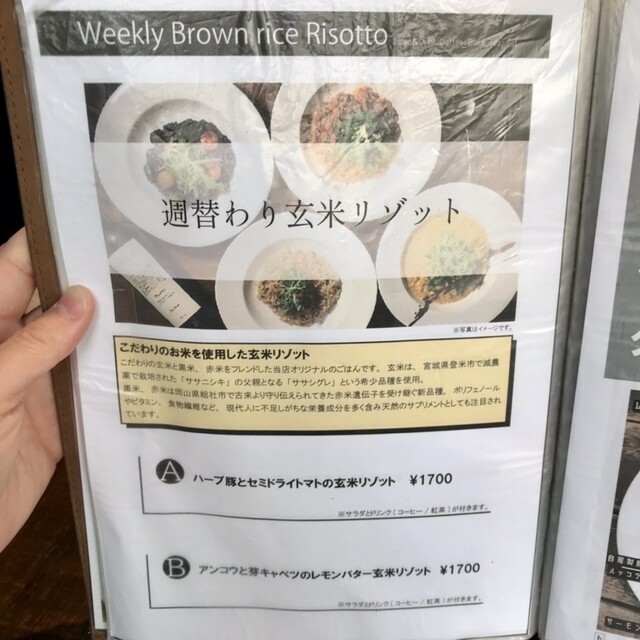 Weekly Brown rice Risotto
週替わり玄米リゾット
※写真はイメージです。
こだわりのお米を使用した玄米リゾット
こだわりの玄米と黒米、 赤米をブレンドした当店オリジナルのごはんです。 玄米は、 宮城県登米市で減農
薬で栽培された「ササニシキ」の父親となる「ササシグレ」という希少品種を使用。
黒米、 赤米は岡山県総社市で古来より守り伝えられてきた赤米遺伝子を受け継ぐ新品種。 ポリフェノール
やビタミン、 食物繊維など、 現代人に不足しがちな栄養成分を多く含み天然のサプリメントとしても注目され
ています。
A ハーブ豚とセミドライトマトの玄米リゾット ¥1700
※サラダとドリンク ( コーヒー / 紅茶 ) が付きます。
B アンコウと芽キャベツのレモンバター玄米リゾット ¥1700
※サラダとドリンク ( コーヒー / 紅茶 ) が付きます。
自家製
サーモン